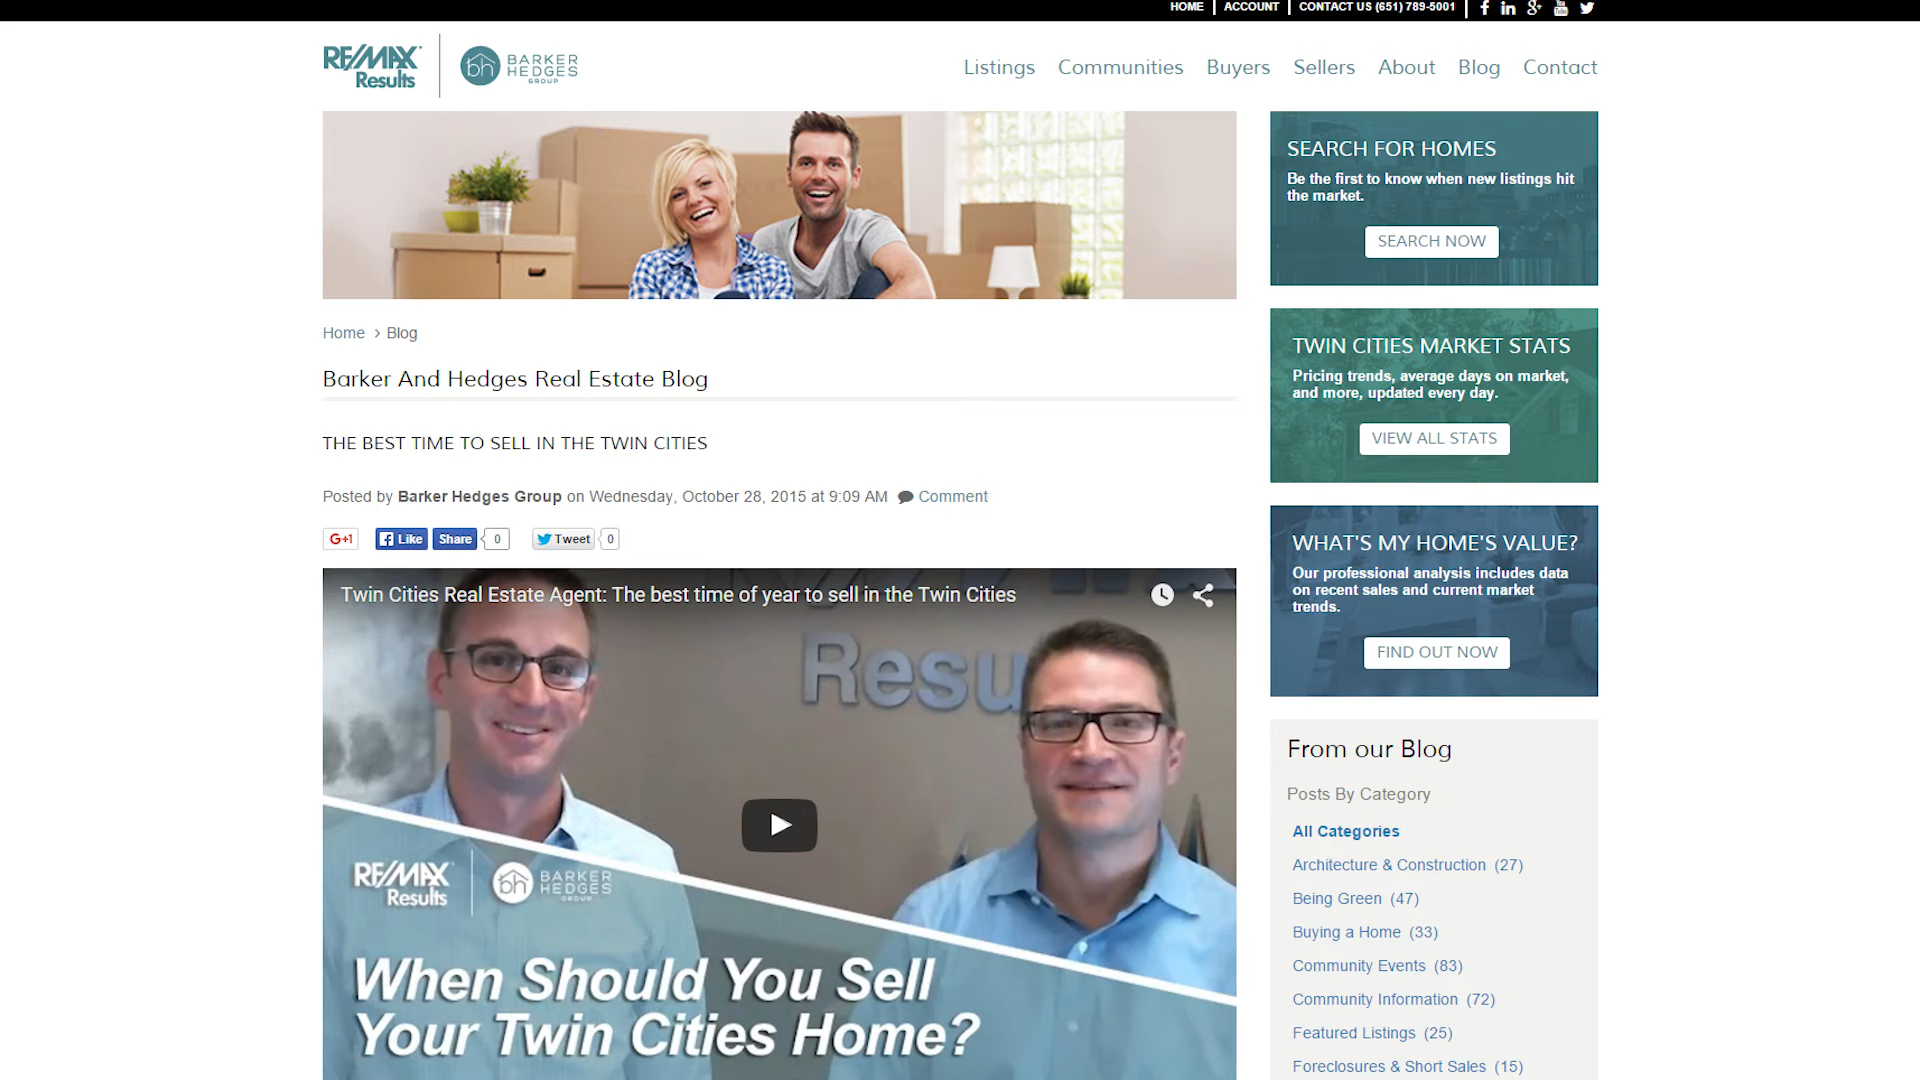 HOME ACCOUNT CONTACT US (651) 789-5001
RE/MAX Results
bh BARKER HEDGES GROUP
Listings Communities Buyers Sellers About Blog Contact
SEARCH FOR HOMES
Be the first to know when new listings hit
the market.
SEARCH NOW
Home > Blog
Barker And Hedges Real Estate Blog
THE BEST TIME TO SELL IN THE TWIN CITIES
Posted by Barker Hedges Group on Wednesday, October 28, 2015 at 9:09 AM Comment
G+1 Like Share 0 Tweet 0
Twin Cities Real Estate Agent: The best time of year to sell in the Twin Cities
Resu
RE/MAX Results
bh BARKER HEDGES GROUP
When Should You Sell
Your Twin Cities Home?
TWIN CITIES MARKET STATS
Pricing trends, average days on market,
and more, updated every day.
VIEW ALL STATS
WHAT'S MY HOME'S VALUE?
Our professional analysis includes data
on recent sales and current market
trends.
FIND OUT NOW
From our Blog
Posts By Category
All Categories
Architecture & Construction (27)
Being Green (47)
Buying a Home (33)
Community Events (83)
Community Information (72)
Featured Listings (25)
Foreclosures & Short Sales (15)